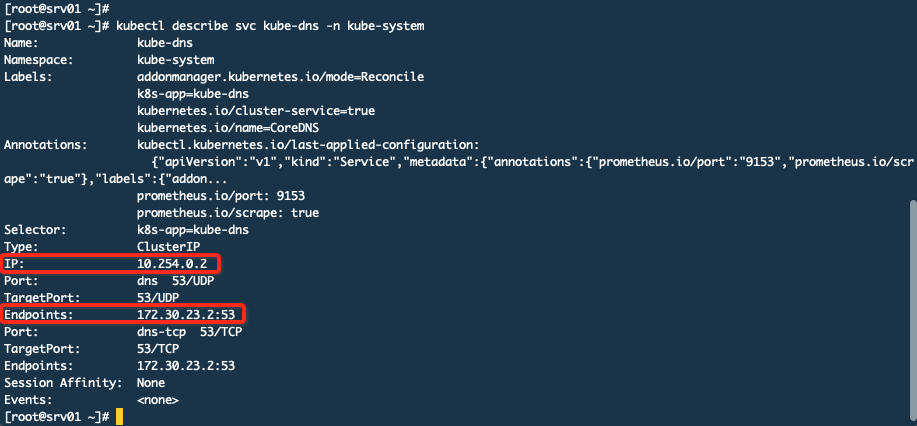 [root@srv01 ~]#
[root@srv01 ~]# kubectl describe svc kube-dns -n kube-system
Name:              kube-dns
Namespace:         kube-system
Labels:            addonmanager.kubernetes.io/mode=Reconcile
                   k8s-app=kube-dns
                   kubernetes.io/cluster-service=true
                   kubernetes.io/name=CoreDNS
Annotations:       kubectl.kubernetes.io/last-applied-configuration:
                     {"apiVersion":"v1","kind":"Service","metadata":{"annotations":{"prometheus.io/port":"9153","prometheus.io/scr
ape":"true"},"labels":{"addon...
                   prometheus.io/port: 9153
                   prometheus.io/scrape: true
Selector:          k8s-app=kube-dns
Type:              ClusterIP
IP:                10.254.0.2
Port:              dns  53/UDP
TargetPort:        53/UDP
Endpoints:         172.30.23.2:53
Port:              dns-tcp  53/TCP
TargetPort:        53/TCP
Endpoints:         172.30.23.2:53
Session Affinity:  None
Events:            <none>
[root@srv01 ~]#